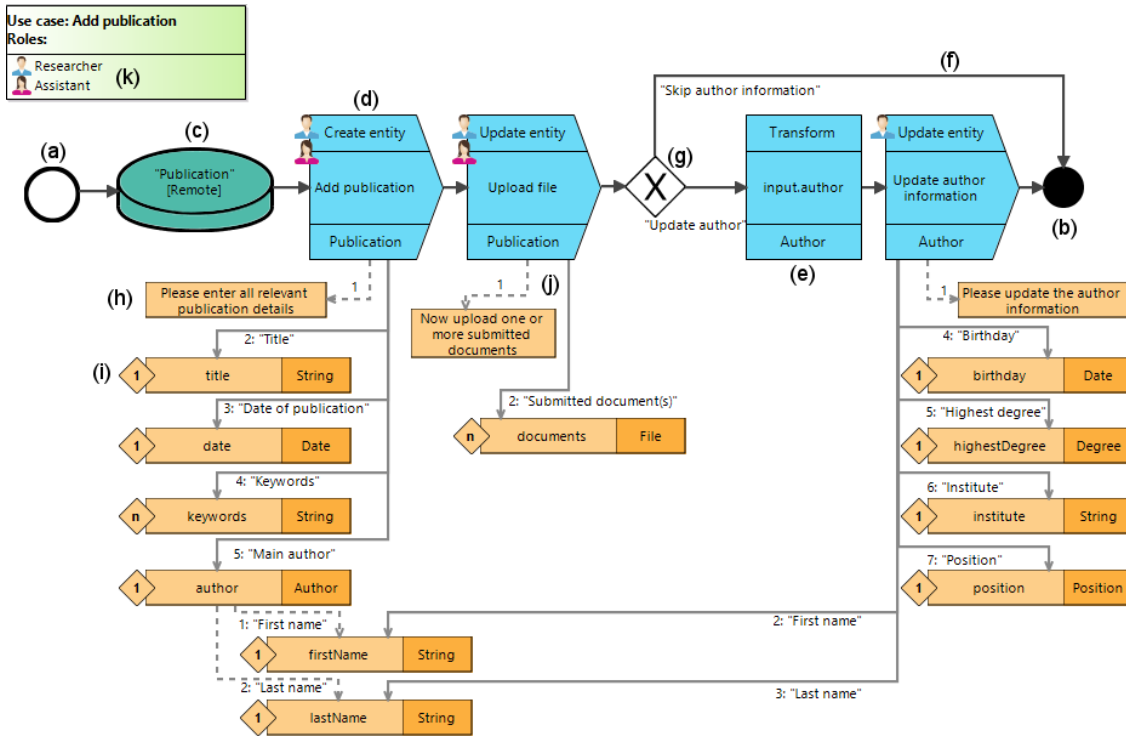 Use case: Add publication
Roles:
Researcher
Assistant
(k)
(a)
(c)
"Publication"
[Remote]
(d)
Create entity
Add publication
Publication
Update entity
Upload file
Publication
(g)
X
"Skip author information"
(f)
"Update author"
Transform
input.author
Author
(e)
Update entity
Update author
information
Author
(b)
(h)
Please enter all relevant
publication details
1
(j)
1
Now upload one or
more submitted
documents
1
Please update the author
information
(i)
2: "Title"
1
title
String
3: "Date of publication"
1
date
Date
4: "Keywords"
n
keywords
String
5: "Main author"
1
author
Author
2: "Submitted document(s)"
n
documents
File
4: "Birthday"
1
birthday
Date
5: "Highest degree"
1
highestDegree
Degree
6: "Institute"
1
institute
String
7: "Position"
1
position
Position
1: "First name"
2: "First name"
1
firstName
String
2: "Last name"
3: "Last name"
1
lastName
String